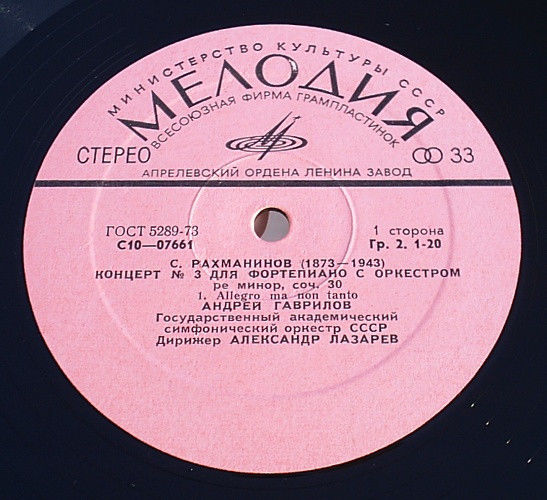 МИНИСТЕРСТВО КУЛЬТУРЫ СССР
МЕЛОДИЯ
ВСЕСОЮЗНАЯ ФИРМА ГРАМПЛАСТИНОК
СТЕРЕО
33
АПРЕЛЕВСКИЙ ОРДЕНА ЛЕНИНА ЗАВОД
ГОСТ 5289-73
1 сторона
С10—07661
Гр. 2. 1-20
С. РАХМАНИНОВ (1873—1943)
КОНЦЕРТ № 3 ДЛЯ ФОРТЕПИАНО С ОРКЕСТРОМ
ре минор, соч. 30
1. Allegro ma non tanto
АНДРЕЙ ГАВРИЛОВ
Государственный академический
симфонический оркестр СССР
Дирижер АЛЕКСАНДР ЛАЗАРЕВ